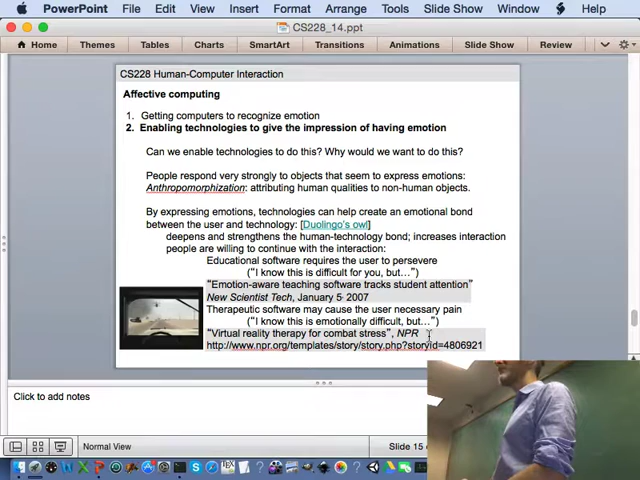 PowerPoint File Edit View Insert Format Arrange Tools Slide Show Window Help
CS228_14.ppt
Home Themes Tables Charts SmartArt Transitions Animations Slide Show Review
CS228 Human-Computer Interaction
Affective computing
1. Getting computers to recognize emotion
2. Enabling technologies to give the impression of having emotion
Can we enable technologies to do this? Why would we want to do this?
People respond very strongly to objects that seem to express emotions:
Anthropomorphization: attributing human qualities to non-human objects.
By expressing emotions, technologies can help create an emotional bond
between the user and technology: [Duolingo's owl]
deepens and strengthens the human-technology bond; increases interaction
people are willing to continue with the interaction:
Educational software requires the user to persevere
("I know this is difficult for you, but...")
"Emotion-aware teaching software tracks student attention"
New Scientist Tech, January 5 2007
Therapeutic software may cause the user necessary pain
("I know this is emotionally difficult, but...")
"Virtual reality therapy for combat stress", NPR
http://www.npr.org/templates/story/story.php?storyId=4806921
Click to add notes
Normal View
Slide 15 of